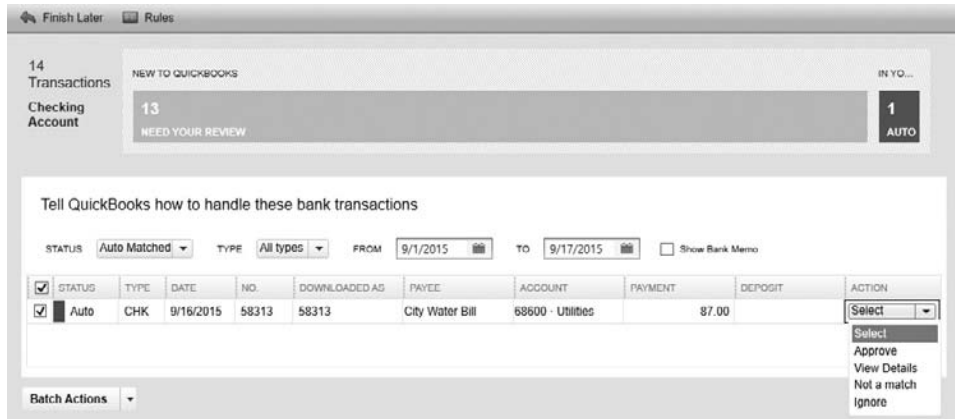 Finish Later Rules
14
Transactions
Checking
Account
NEW TO QUICKBOOKS
IN YO...
13
NEED YOUR REVIEW
1
AUTO
Tell QuickBooks how to handle these bank transactions
STATUS Auto Matched TYPE All types FROM 9/1/2015 TO 9/17/2015 Show Bank Memo
STATUS TYPE DATE NO. DOWNLOADED AS PAYEE ACCOUNT PAYMENT DEPOSIT ACTION
Auto CHK 9/16/2015 58313 58313 City Water Bill 68600 · Utilities 87.00 Select
Select
Approve
View Details
Not a match
Ignore
Batch Actions